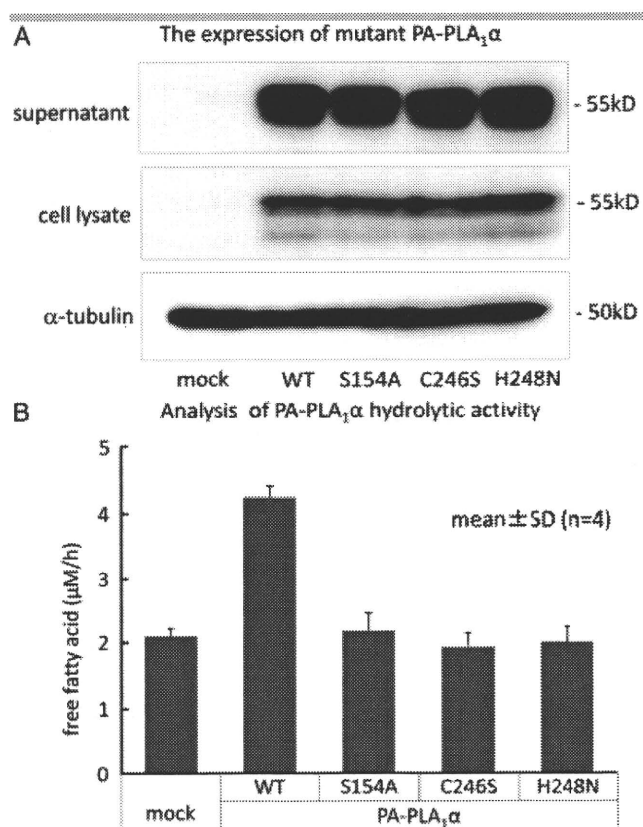 A The expression of mutant PA-PLA₁α
supernatant - 55kD
cell lysate - 55kD
α-tubulin - 50kD
mock WT S154A C246S H248N
B Analysis of PA-PLA₁α hydrolytic activity
mean±SD (n=4)
free fatty acid (μM/h)
5
4
3
2
1
0
WT S154A C246S H248N
mock PA-PLA₁α